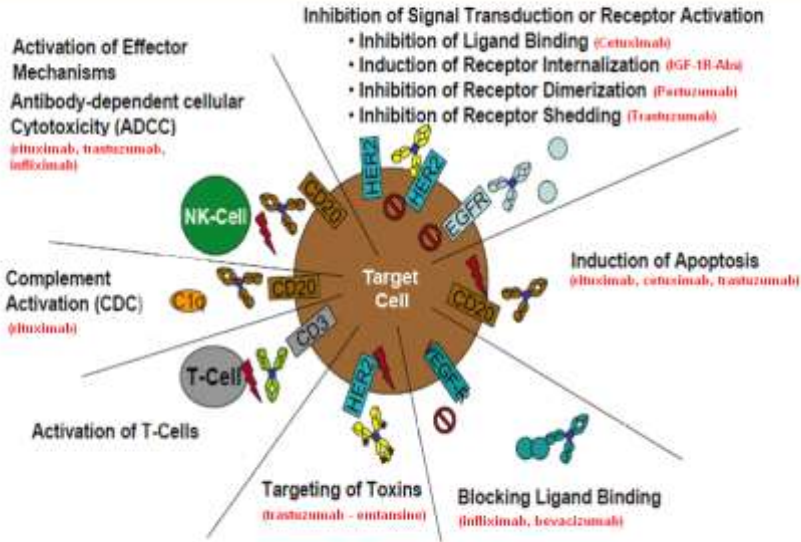 Inhibition of Signal Transduction or Receptor Activation
• Inhibition of Ligand Binding (Cetuximab)
• Induction of Receptor Internalization (IGF-1R-Abs)
• Inhibition of Receptor Dimerization (Pertuzumab)
• Inhibition of Receptor Shedding (Trastuzumab)
Activation of Effector
Mechanisms
Antibody-dependent cellular
Cytotoxicity (ADCC)
(rituximab, trastuzumab,
infliximab)
NK-Cell
CD20
HER2
HER2
EGFR
Target
Cell
Induction of Apoptosis
(rituximab, cetuximab, trastuzumab)
CD20
Complement
Activation (CDC)
(rituximab)
C1q
CD20
CD3
T-Cell
Activation of T-Cells
HER2
Targeting of Toxins
(trastuzumab - emtansine)
Blocking Ligand Binding
(infliximab, bevacizumab)